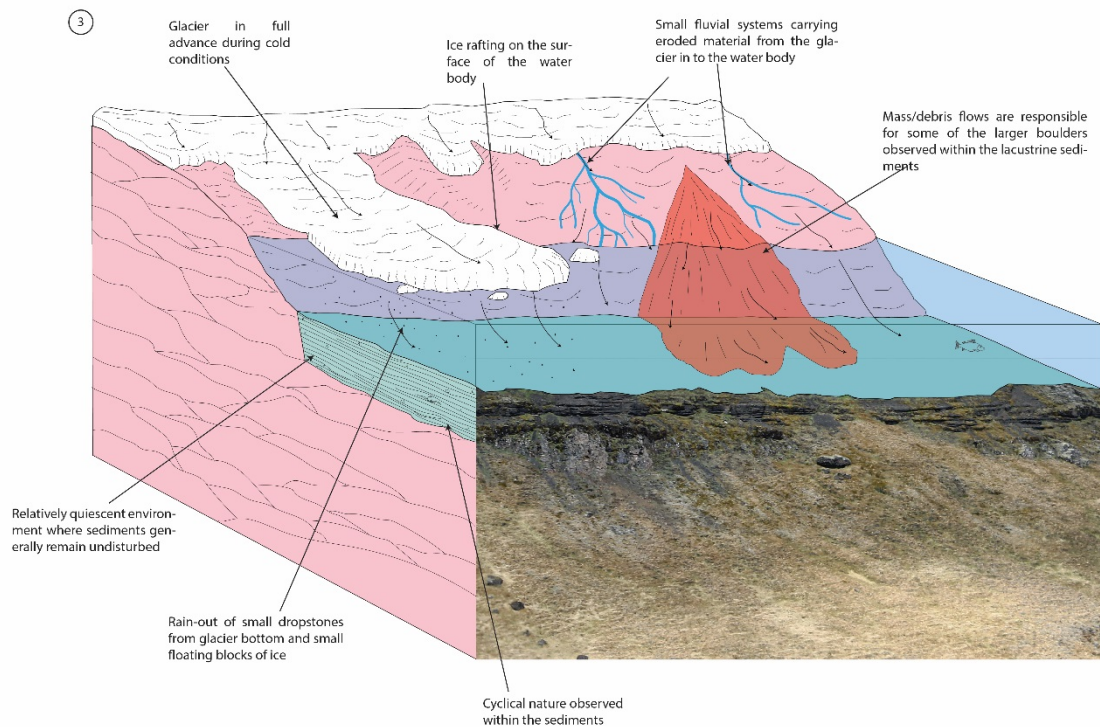 3
Glacier in full
advance during cold
conditions
Ice rafting on the sur-
face of the water
body
Small fluvial systems carrying
eroded material from the gla-
cier in to the water body
Mass/debris flows are responsible
for some of the larger boulders
observed within the lacustrine sedi-
ments
Relatively quiescent environ-
ment where sediments gen-
erally remain undisturbed
Rain-out of small dropstones
from glacier bottom and small
floating blocks of ice
Cyclical nature observed
within the sediments